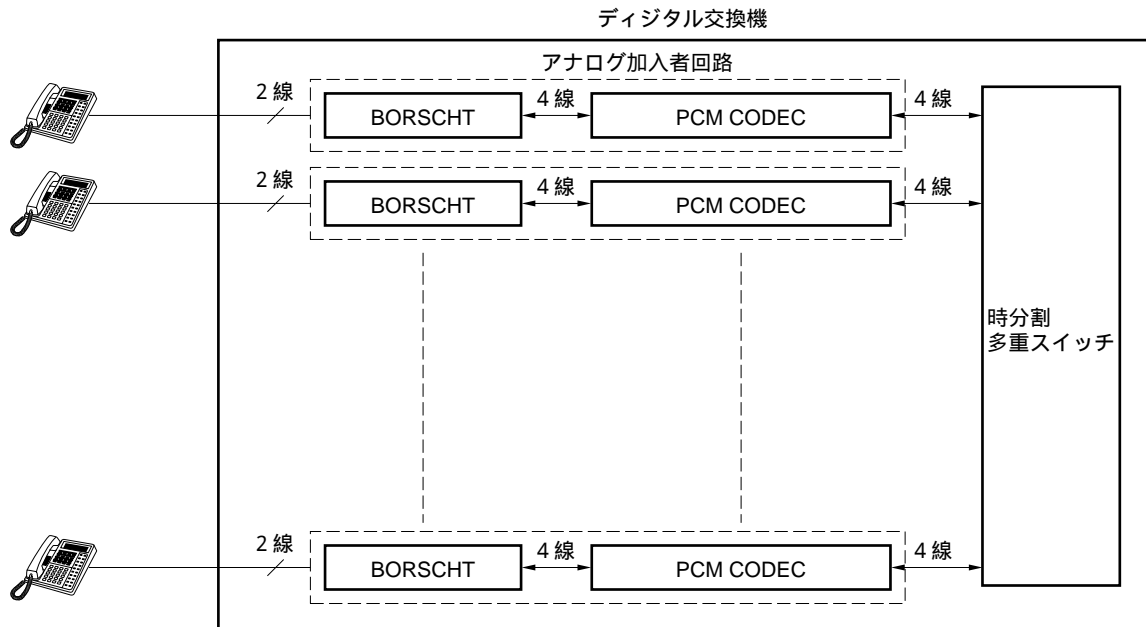 ディジタル交換機
アナログ加入者回路
2 線
BORSCHT
4 線
PCM CODEC
4 線
2 線
BORSCHT
4 線
PCM CODEC
4 線
時分割
多重スイッチ
2 線
BORSCHT
4 線
PCM CODEC
4 線